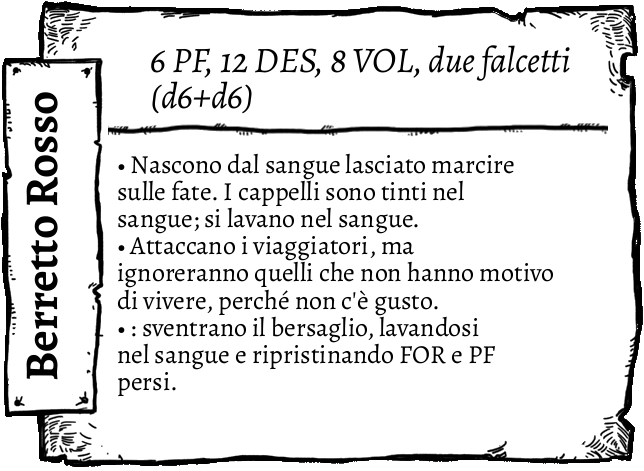 Berretto Rosso
6 PF, 12 DES, 8 VOL, due falcetti
(d6+d6)
• Nascono dal sangue lasciato marcire
sulle fate. I cappelli sono tinti nel
sangue; si lavano nel sangue.
• Attaccano i viaggiatori, ma
ignoreranno quelli che non hanno motivo
di vivere, perché non c'è gusto.
• : sventrano il bersaglio, lavandosi
nel sangue e ripristinando FOR e PF
persi.